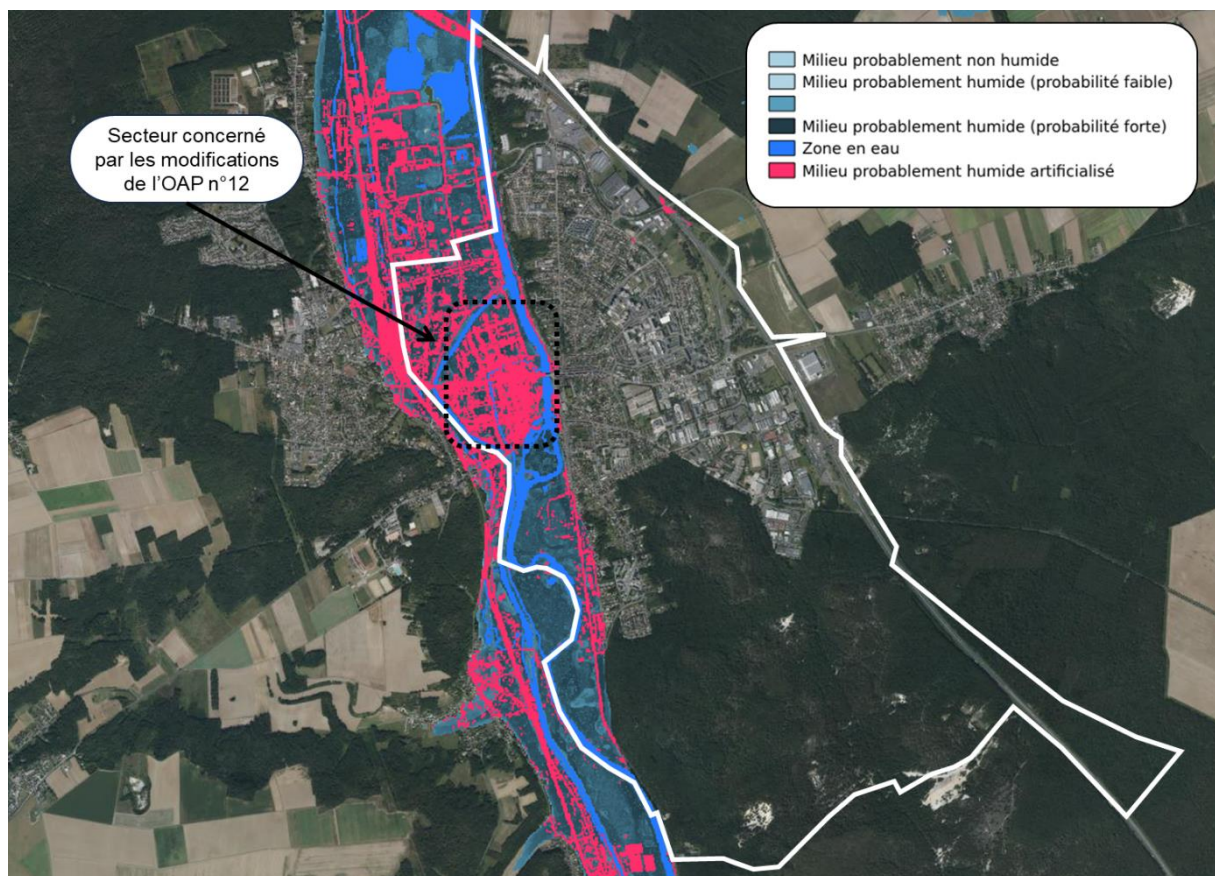 Milieu probablement non humide
Milieu probablement humide (probabilité faible)
Milieu probablement humide (probabilité forte)
Zone en eau
Milieu probablement humide artificialisé
Secteur concerné
par les modifications
de l'OAP n°12